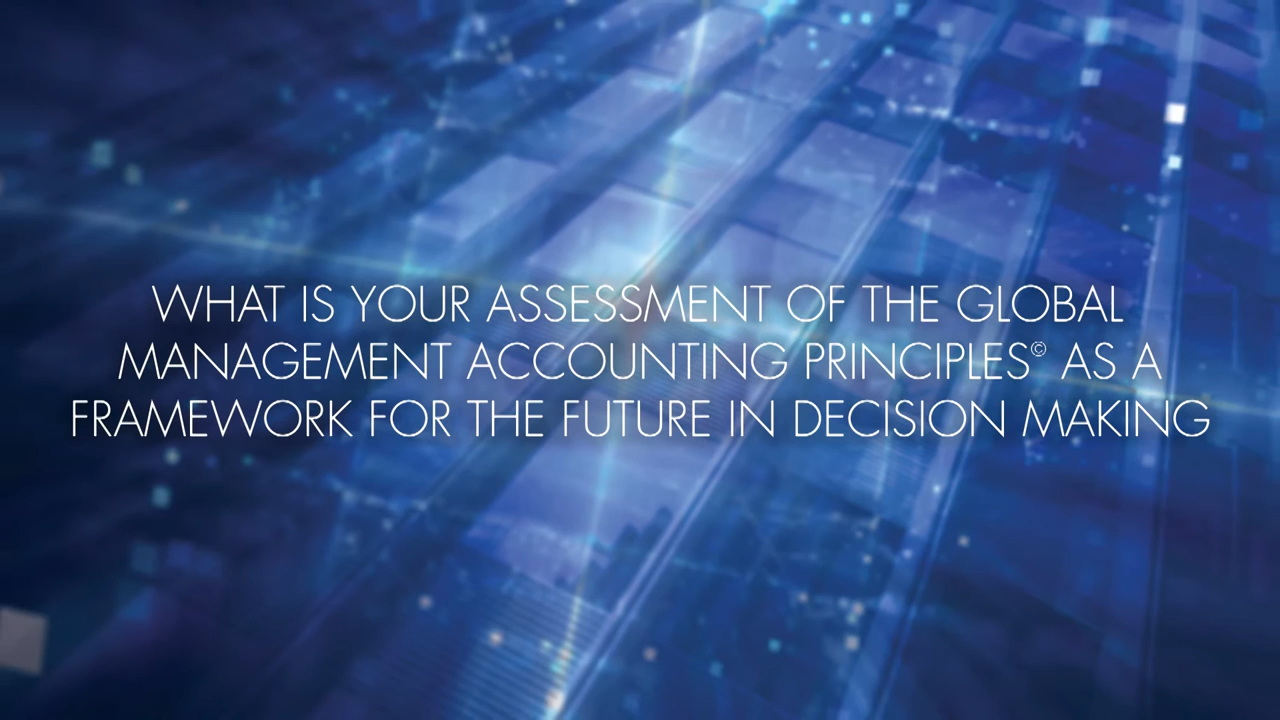 WHAT IS YOUR ASSESSMENT OF THE GLOBAL
MANAGEMENT ACCOUNTING PRINCIPLES© AS A
FRAMEWORK FOR THE FUTURE IN DECISION MAKING